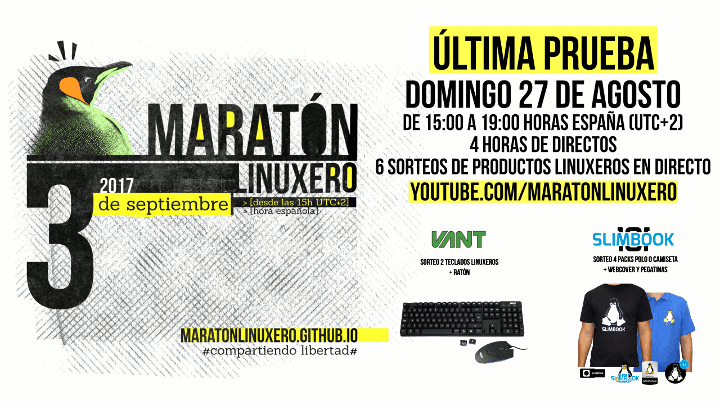 MARATÓN
LINUXERO
3
2017
de septiembre
> [desde las 15h UTC+2]
> [hora española]
MARATONLINUXERO.GITHUB.IO
#compartiendo libertad#
ÚLTIMA PRUEBA
DOMINGO 27 DE AGOSTO
DE 15:00 A 19:00 HORAS ESPAÑA (UTC+2)
4 HORAS DE DIRECTOS
6 SORTEOS DE PRODUCTOS LINUXEROS EN DIRECTO
YOUTUBE.COM/MARATONLINUXERO
VANT
SORTEO 2 TECLADOS LINUXEROS
+ RATÓN
SLIMBOOK
SORTEO 4 PACKS POLO O CAMISETA
+ WEBCOVER Y PEGATINAS
SLIMBOOK